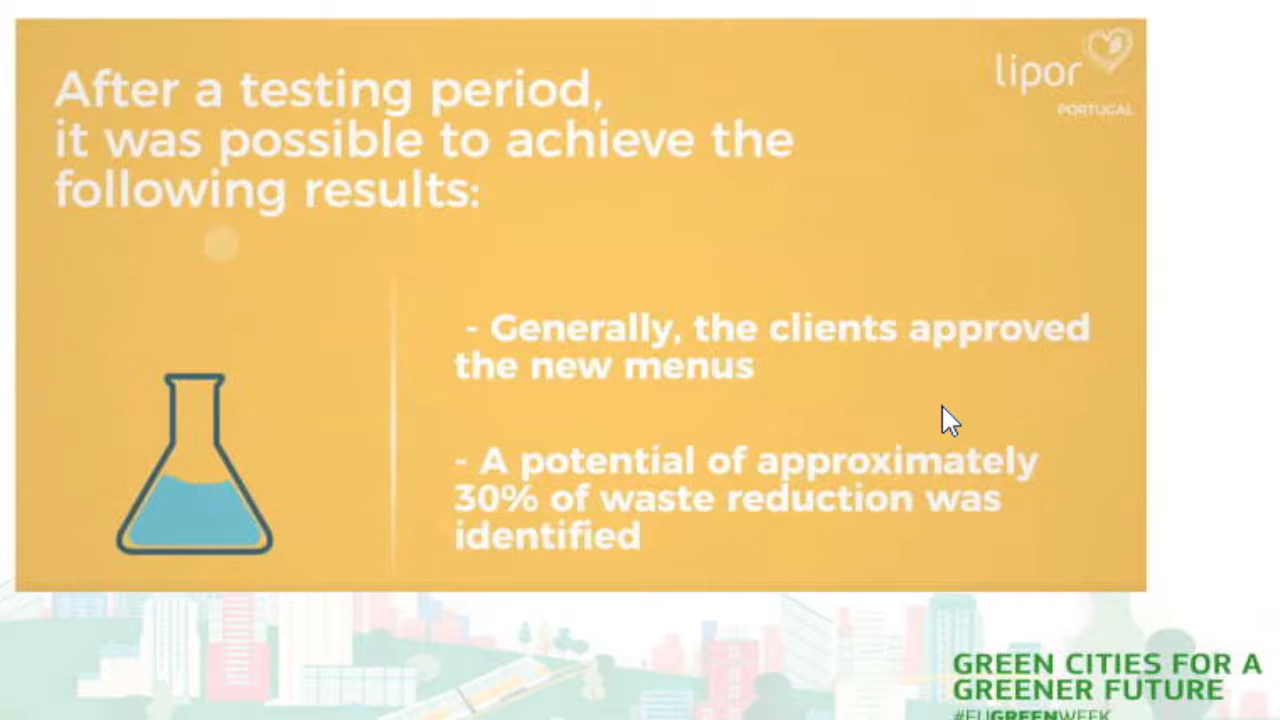 lipor
PORTUGAL
After a testing period,
it was possible to achieve the
following results:
- Generally, the clients approved
the new menus
- A potential of approximately
30% of waste reduction was
identified
GREEN CITIES FOR A
GREENER FUTURE
#EUGREENWEEK